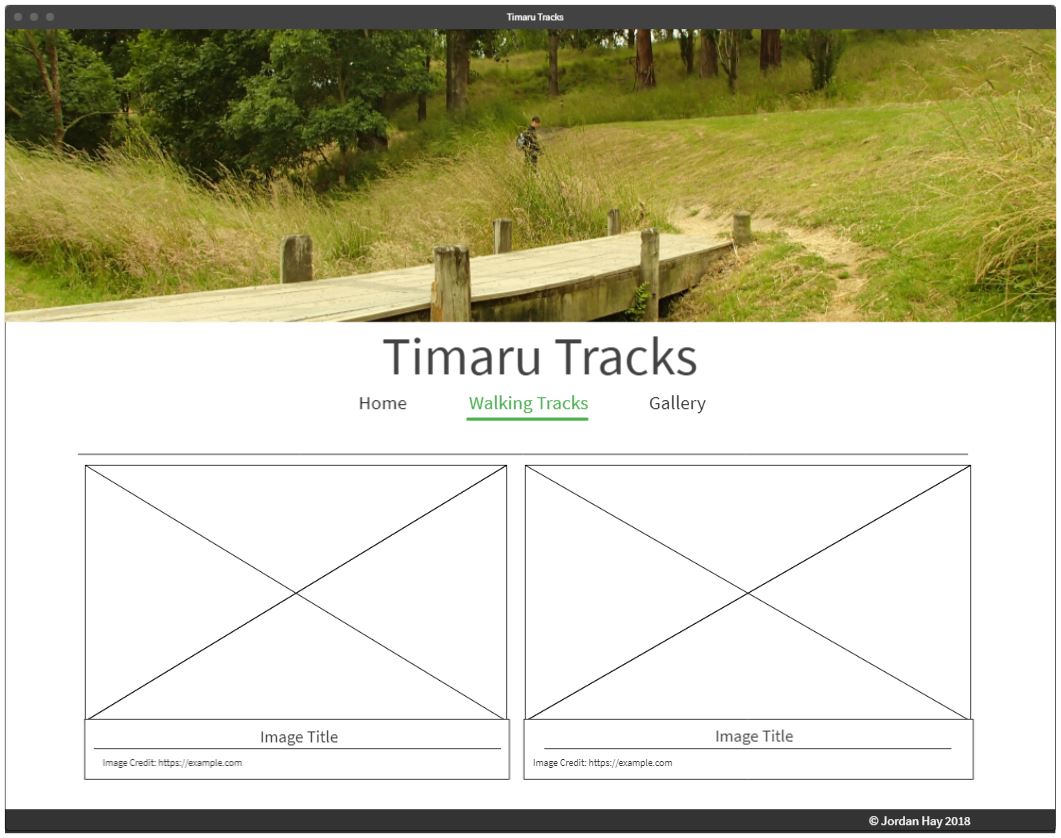 Timaru Tracks
Timaru Tracks
Home Walking Tracks Gallery
Image Title
Image Credit: https://example.com
Image Title
Image Credit: https://example.com
© Jordan Hay 2018